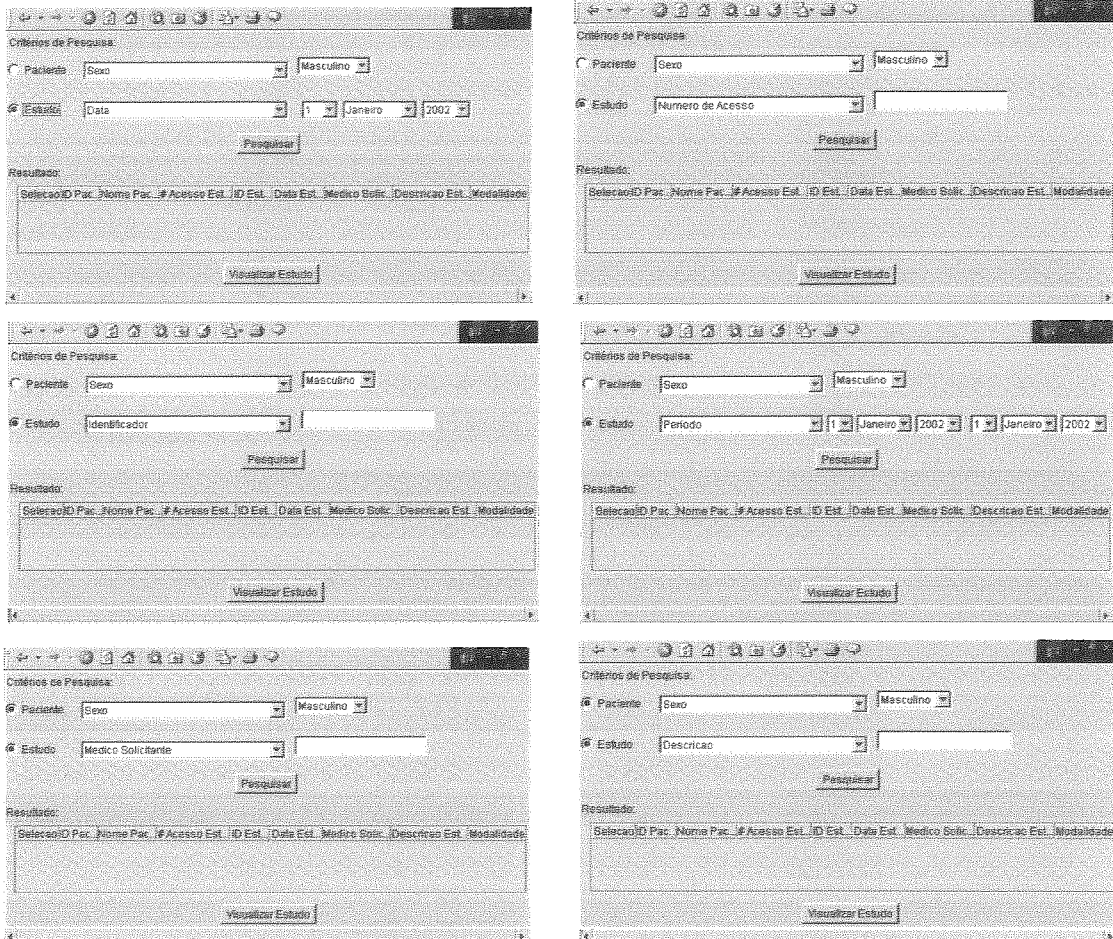 Critérios de Pesquisa:
Paciente Sexo Masculino
Estudo Data 1 Janeiro 2002
Pesquisar
Resultado:
Selecao ID Pac... Nome Pac... # Acesso Est... ID Est... Data Est... Medico Solic... Descricao Est... Modalidade
Visualizar Estudo
Critérios de Pesquisa:
Paciente Sexo Masculino
Estudo Numero de Acesso
Pesquisar
Resultado:
Selecao ID Pac... Nome Pac... # Acesso Est... ID Est... Data Est... Medico Solic... Descricao Est... Modalidade
Visualizar Estudo
Critérios de Pesquisa:
Paciente Sexo Masculino
Estudo Identificador
Pesquisar
Resultado:
Selecao ID Pac... Nome Pac... # Acesso Est... ID Est... Data Est... Medico Solic... Descricao Est... Modalidade
Visualizar Estudo
Critérios de Pesquisa:
Paciente Sexo Masculino
Estudo Periodo 1 Janeiro 2002 1 Janeiro 2002
Pesquisar
Resultado:
Selecao ID Pac... Nome Pac... # Acesso Est... ID Est... Data Est... Medico Solic... Descricao Est... Modalidade
Visualizar Estudo
Critérios de Pesquisa:
Paciente Sexo Masculino
Estudo Medico Solicitante
Pesquisar
Resultado:
Selecao ID Pac... Nome Pac... # Acesso Est... ID Est... Data Est... Medico Solic... Descricao Est... Modalidade
Visualizar Estudo
Critérios de Pesquisa:
Paciente Sexo Masculino
Estudo Descricao
Pesquisar
Resultado:
Selecao ID Pac... Nome Pac... # Acesso Est... ID Est... Data Est... Medico Solic... Descricao Est... Modalidade
Visualizar Estudo